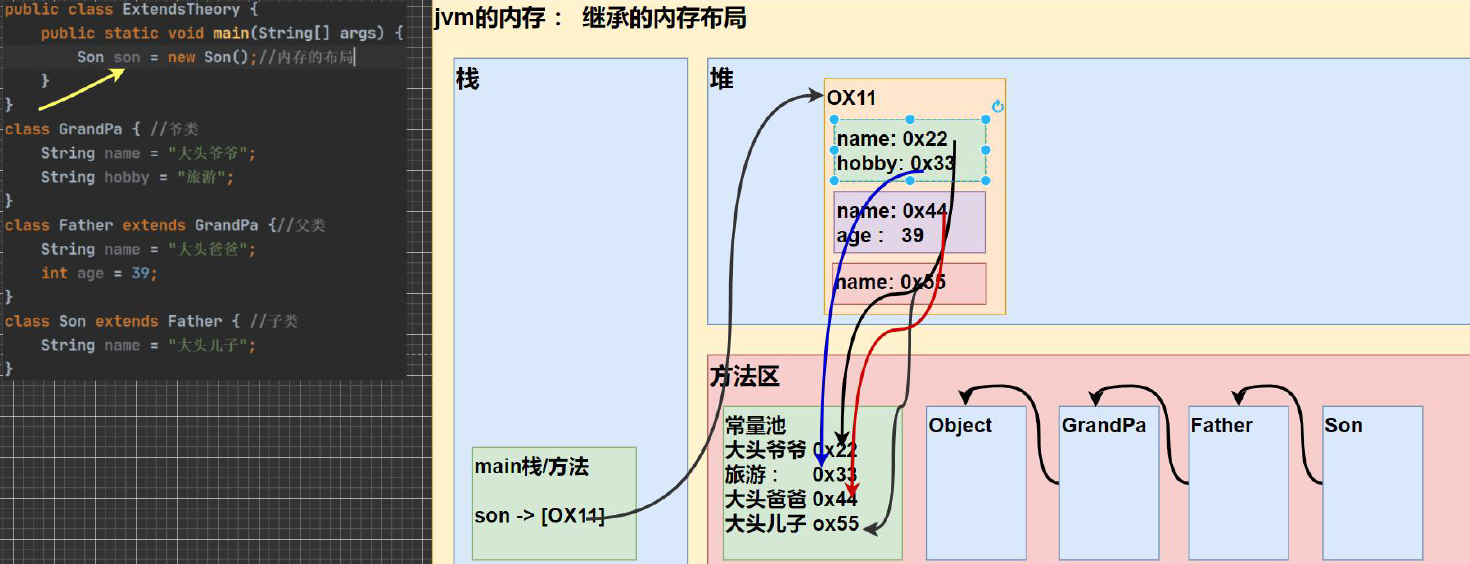 public class ExtendsTheory {
public static void main(String[] args) {
Son son = new Son();//内存的布局
}
}
class GrandPa { //爷类
String name = "大头爷爷";
String hobby = "旅游";
}
class Father extends GrandPa {//父类
String name = "大头爸爸";
int age = 39;
}
class Son extends Father { //子类
String name = "大头儿子";
}
jvm的内存： 继承的内存布局
栈
main栈/方法
son -> [OX11]
堆
OX11
name: 0x22
hobby: 0x33
name: 0x44
age： 39
name: 0x55
方法区
常量池
大头爷爷 0x22
旅游： 0x33
大头爸爸 0x44
大头儿子 ox55
Object
GrandPa
Father
Son